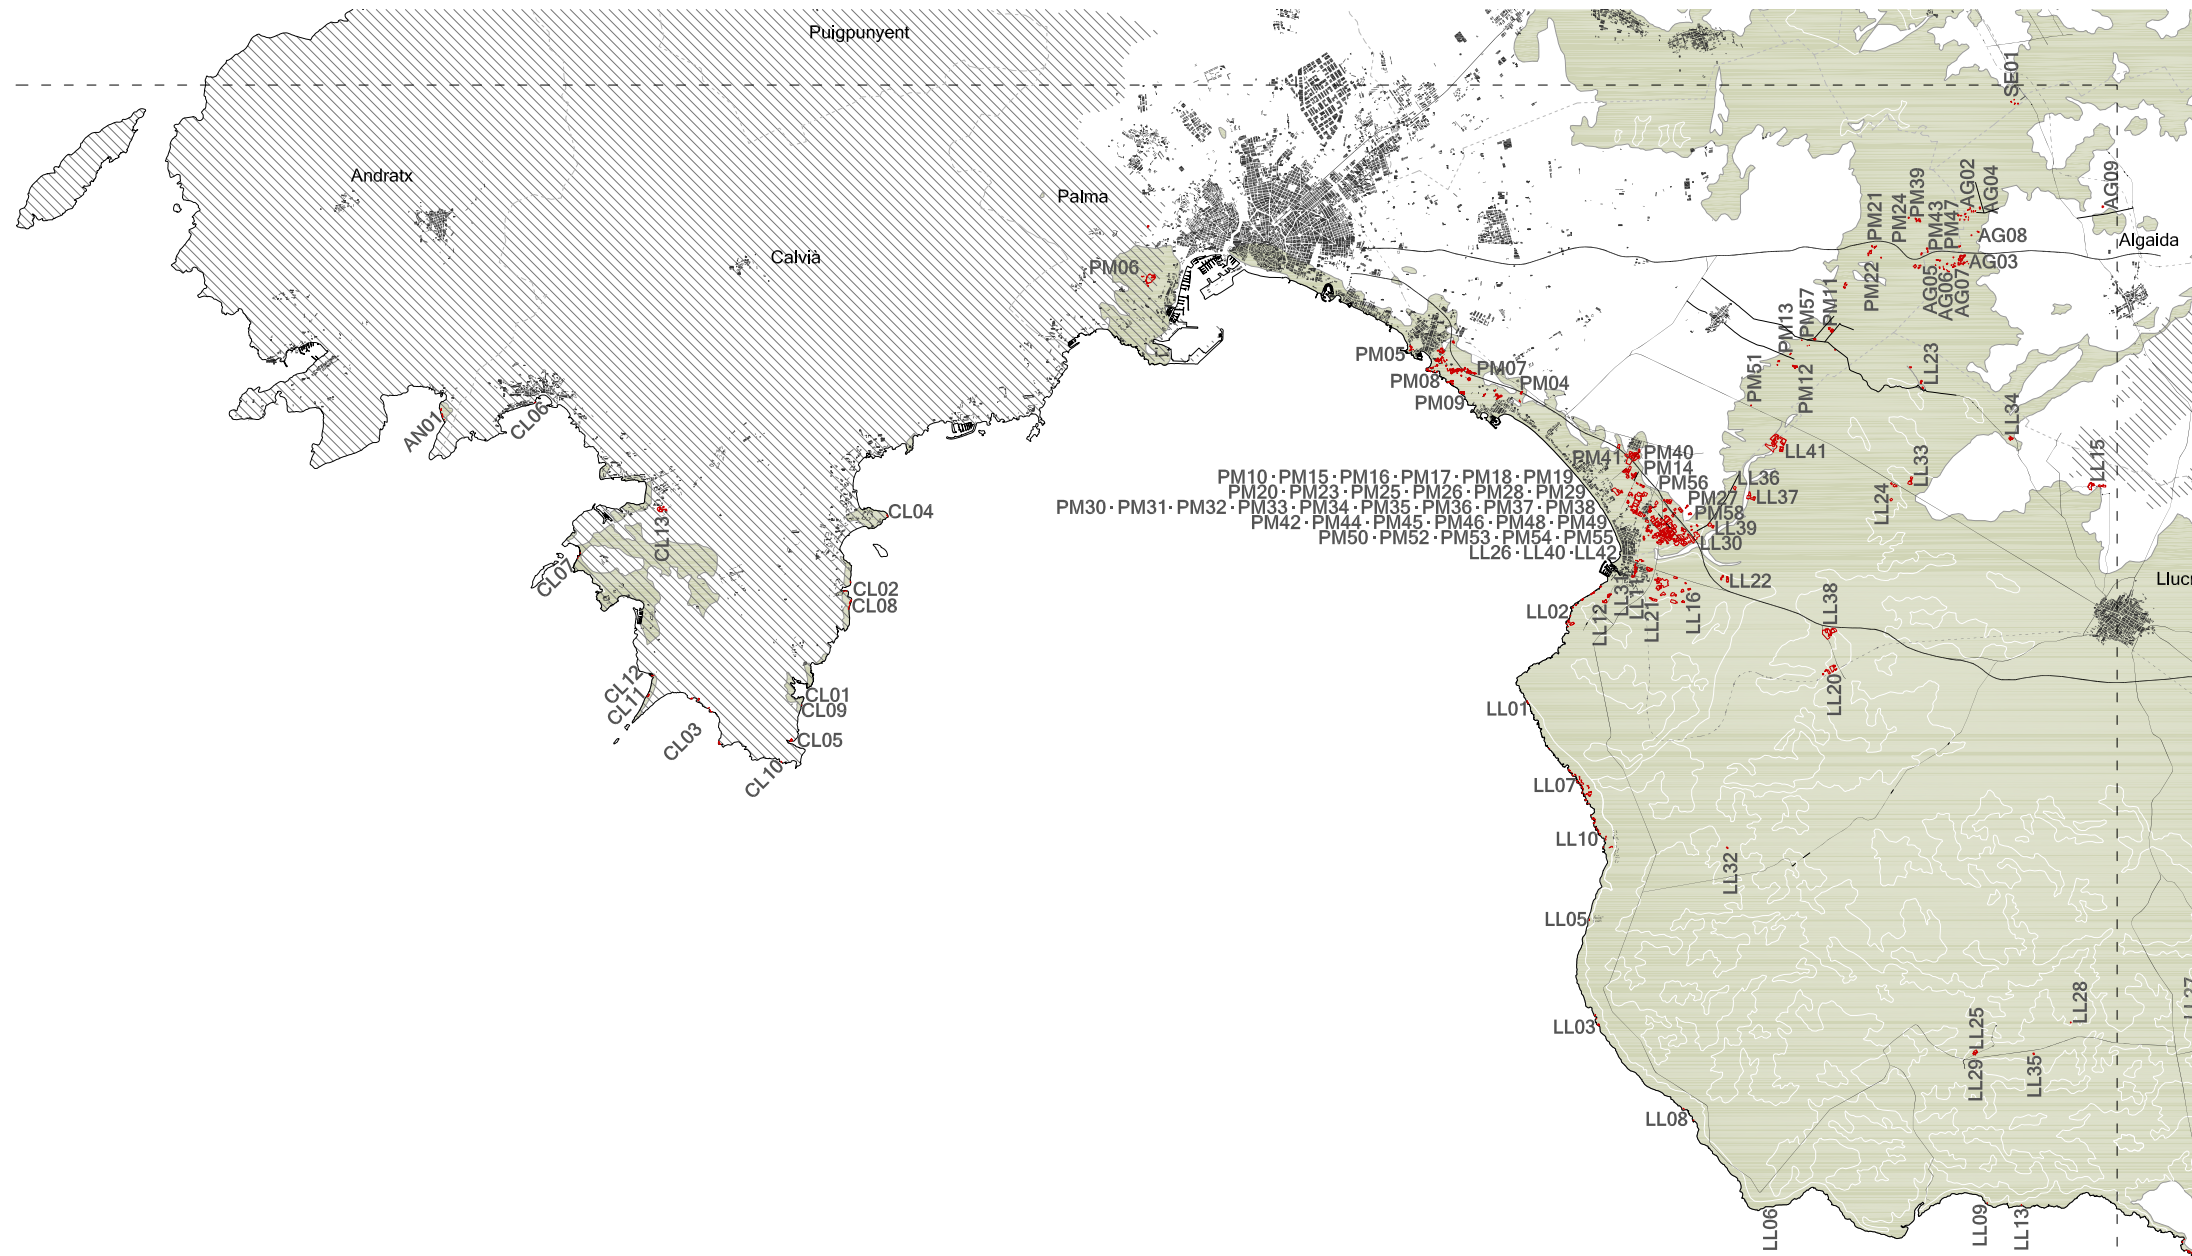 Puigpunyent
SE01
Andratx
Palma
AG09
AG02
AG04
PM39
PM24
PM21
PM43
PM47
AG08
Algaida
Calvià
PM06
AG03
PM22
AG05
AG06
AG07
PM11
PM57
PM13
PM05
PM07
PM08
PM04
PM09
PM51
PM12
LL23
AN01
CL06
LL34
LL41
PM41
PM40
PM14
PM56
LL15
LL33
LL24
LL36
LL37
PM10 · PM15 · PM16 · PM17 · PM18 · PM19
PM20 · PM23 · PM25 · PM26 · PM28 · PM29
PM30 · PM31 · PM32 · PM33 · PM34 · PM35 · PM36 · PM37 · PM38
PM42 · PM44 · PM45 · PM46 · PM48 · PM49
PM50 · PM52 · PM53 · PM54 · PM55
LL26 · LL40 · LL42
PM27
PM58
LL39
LL30
CL04
CL13
CL07
CL02
CL08
LL22
LL02
LL12
LL31
LL11
LL21
LL16
LL38
Lluc
CL12
CL11
CL01
CL09
CL03
CL05
CL10
LL20
LL01
LL07
LL10
LL32
LL05
LL03
LL28
LL27
LL25
LL29
LL35
LL08
LL06
LL09
LL13